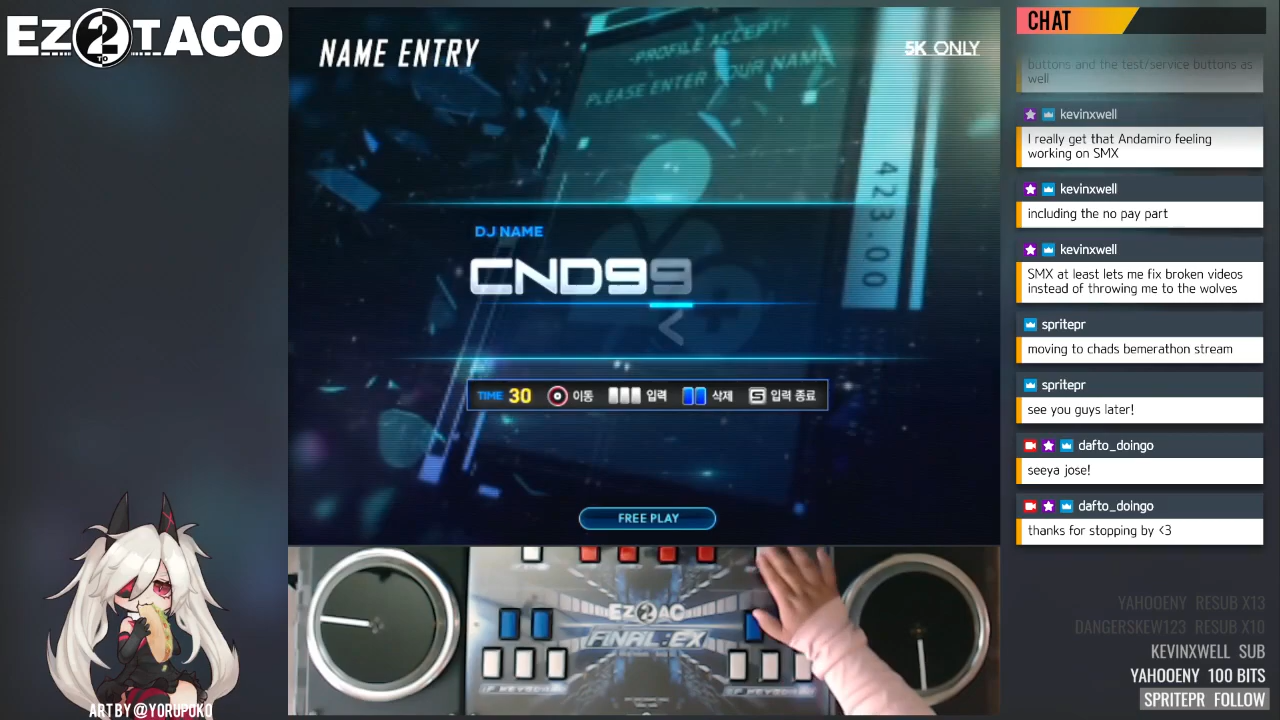 EZ2TACO
TO
NAME ENTRY
5K ONLY
PROFILE ACCEPT!
PLEASE ENTER YOUR NAME
423.00
DJ NAME
CND99
<
TIME 30 이동 입력 삭제 S 입력 종료
FREE PLAY
EZ2AC
FINAL:EX
1P KEYBOARD
2P KEYBOARD
ART BY @YORUPOKO
CHAT
buttons and the test/service buttons as
well
kevinxwell
I really get that Andamiro feeling
working on SMX
kevinxwell
including the no pay part
kevinxwell
SMX at least lets me fix broken videos
instead of throwing me to the wolves
spritepr
moving to chads bemerathon stream
spritepr
see you guys later!
dafto_doingo
seeya jose!
dafto_doingo
thanks for stopping by <3
YAHOOENY RESUB X13
DANGERSKEW123 RESUB X10
KEVINXWELL SUB
YAHOOENY 100 BITS
SPRITEPR FOLLOW